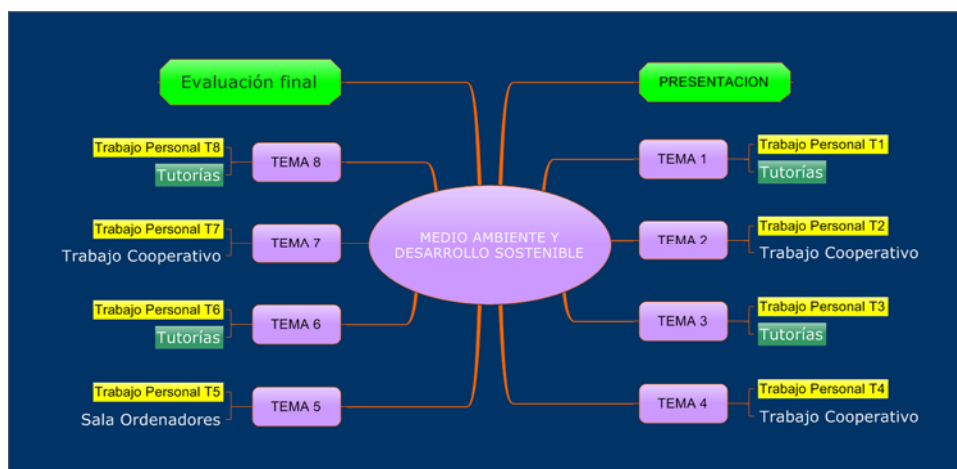 Evaluación final
PRESENTACION
Trabajo Personal T8
Tutorías
TEMA 8
TEMA 1
Trabajo Personal T1
Tutorías
Trabajo Personal T7
Trabajo Cooperativo
TEMA 7
MEDIO AMBIENTE Y
DESARROLLO SOSTENIBLE
TEMA 2
Trabajo Personal T2
Trabajo Cooperativo
Trabajo Personal T6
Tutorías
TEMA 6
TEMA 3
Trabajo Personal T3
Tutorías
Trabajo Personal T5
Sala Ordenadores
TEMA 5
TEMA 4
Trabajo Personal T4
Trabajo Cooperativo